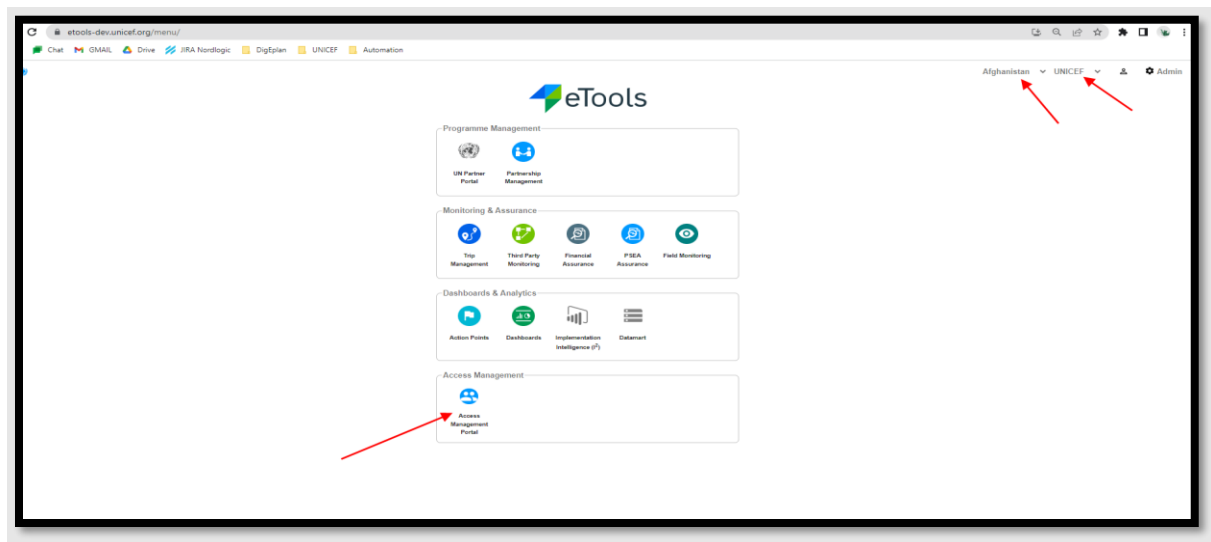 etools-dev.unicef.org/menu/
Chat GMAIL Drive JIRA Nordlogic DigEplan UNICEF Automation
Afghanistan UNICEF Admin
eTools
Programme Management
UN Partner Portal
Partnership Management
Monitoring & Assurance
Trip Management
Third Party Monitoring
Financial Assurance
PSEA Assurance
Field Monitoring
Dashboards & Analytics
Action Points
Dashboards
Implementation Intelligence (I²)
Datamart
Access Management
Access Management Portal